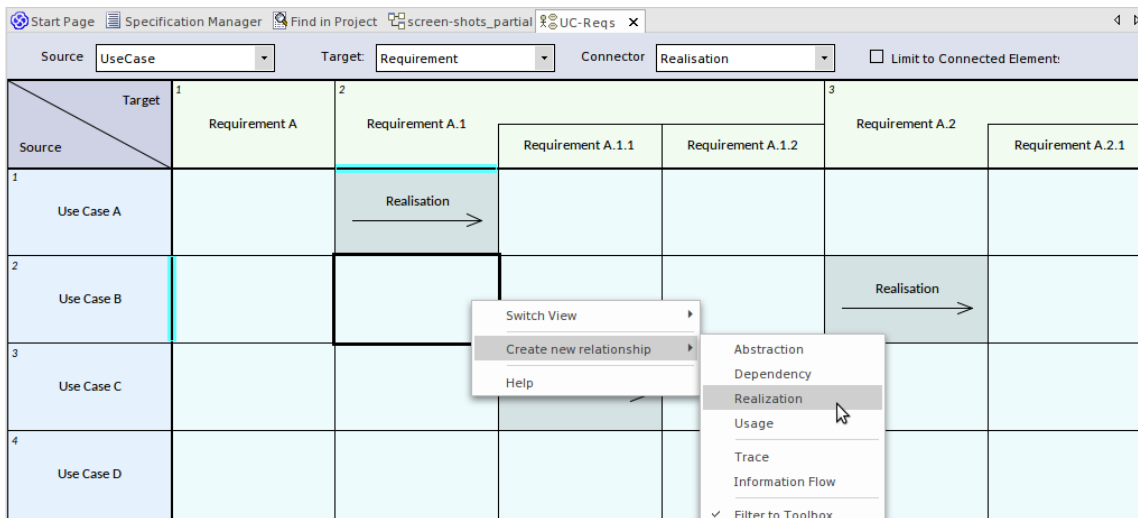 Start Page Specification Manager Find in Project screen-shots_partial UC-Reqs X
Source UseCase Target: Requirement Connector Realisation Limit to Connected Elements
Target
Source
1
Requirement A
2
Requirement A.1
Requirement A.1.1
Requirement A.1.2
3
Requirement A.2
Requirement A.2.1
1
Use Case A
Realisation
2
Use Case B
Realisation
3
Use Case C
4
Use Case D
Switch View
Create new relationship
Help
Abstraction
Dependency
Realization
Usage
Trace
Information Flow
Filter to Toolbox